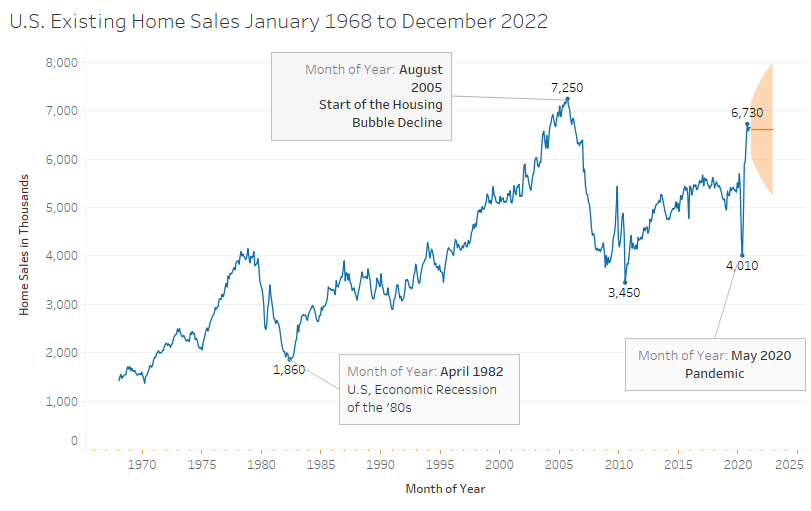 U.S. Existing Home Sales January 1968 to December 2022
8,000
7,000
6,000
5,000
4,000
3,000
2,000
1,000
0
Home Sales in Thousands
Month of Year: August
2005
Start of the Housing
Bubble Decline
7,250
6,730
4,010
3,450
1,860
Month of Year: April 1982
U.S, Economic Recession
of the '80s
Month of Year: May 2020
Pandemic
1970
1975
1980
1985
1990
1995
2000
2005
2010
2015
2020
2025
Month of Year